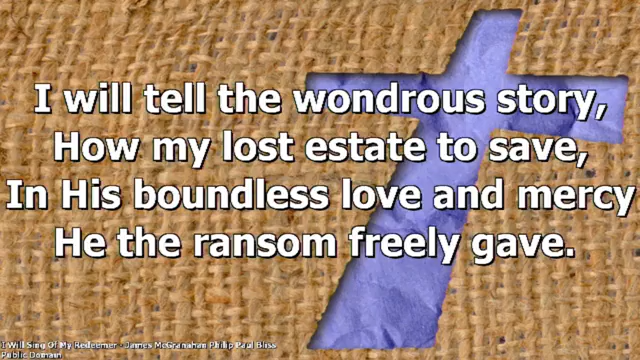 I will tell the wondrous story,
How my lost estate to save,
In His boundless love and mercy
He the ransom freely gave.
I Will Sing Of My Redeemer - James McGranahan Philip Paul Bliss
Public Domain